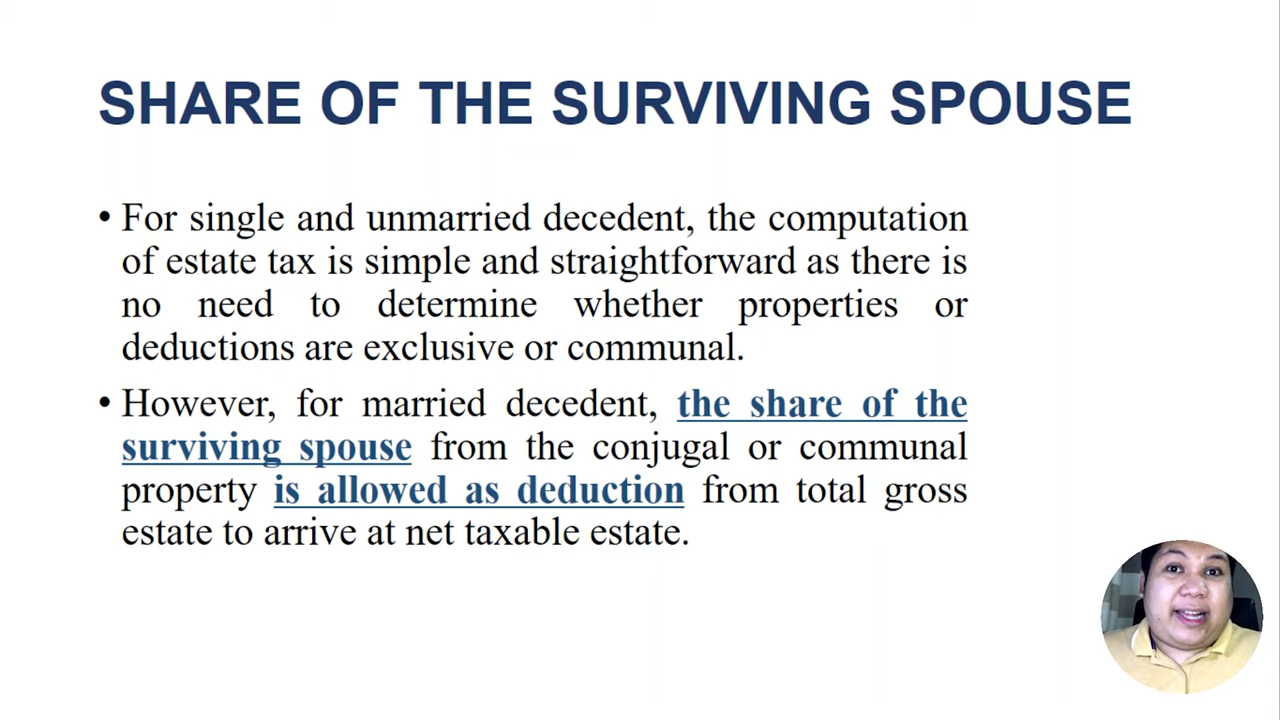 SHARE OF THE SURVIVING SPOUSE
• For single and unmarried decedent, the computation
of estate tax is simple and straightforward as there is
no need to determine whether properties or
deductions are exclusive or communal.
• However, for married decedent, the share of the
surviving spouse from the conjugal or communal
property is allowed as deduction from total gross
estate to arrive at net taxable estate.